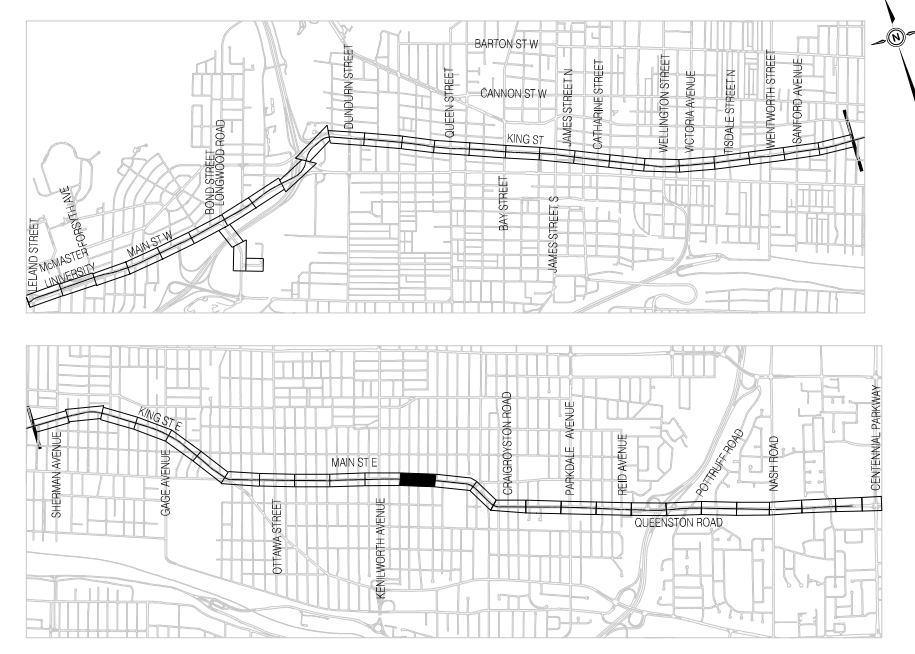 N
BARTON ST W
CANNON ST W
DUNDURN STREET
QUEEN STREET
JAMES STREET N
CATHARINE STREET
WELLINGTON STREET
VICTORIA AVENUE
TISDALE STREET N
WENTWORTH STREET
SANFORD AVENUE
KING ST
BOND STREET
LONGWOOD ROAD
BAY STREET
JAMES STREET S
LELAND STREET
FORSYTH AVE
McMASTER
UNIVERSITY
MAIN ST W
KING ST E
MAIN ST E
SHERMAN AVENUE
GAGE AVENUE
OTTAWA STREET
KENILWORTH AVENUE
CRAIGROYSTON ROAD
PARKDALE AVENUE
REID AVENUE
POTTRUFF ROAD
NASH ROAD
CENTENNIAL PARKWAY
QUEENSTON ROAD